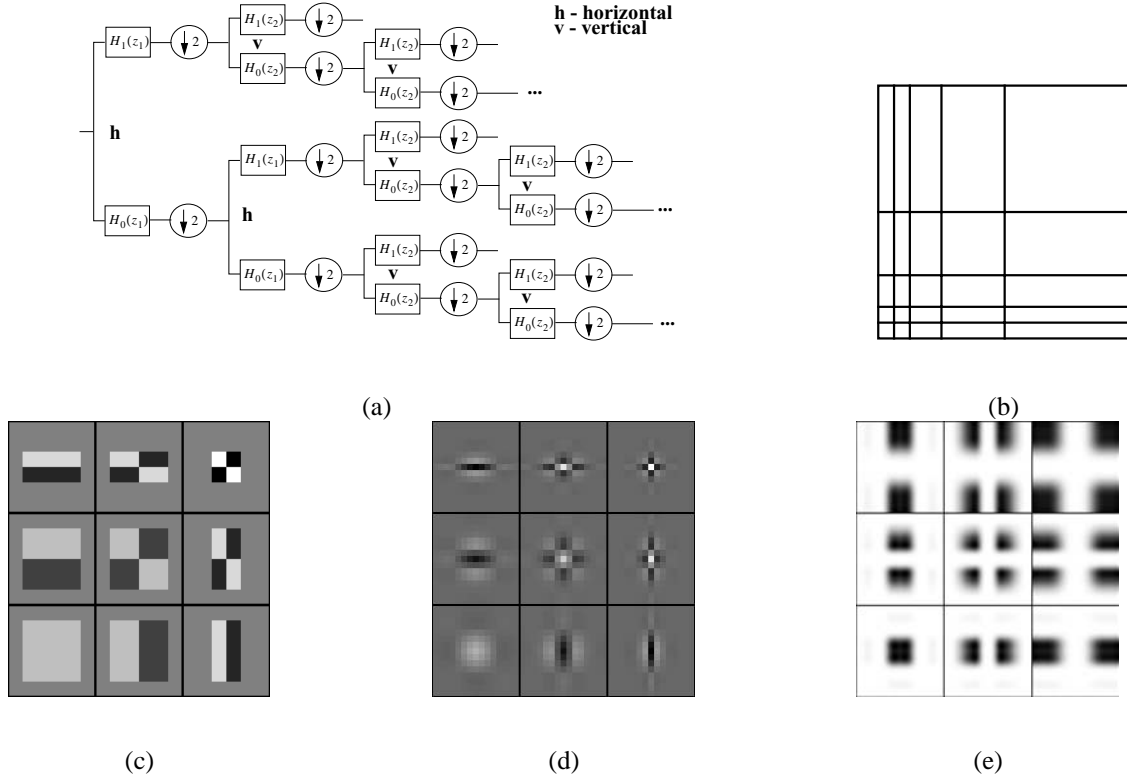 h - horizontal
v - vertical
H₁(z₁) 2 H₁(z₂) 2
v
H₀(z₂) 2 H₁(z₂) 2
v
H₀(z₂) 2 ...
h
H₁(z₁) 2 H₁(z₂) 2
v
H₀(z₂) 2 H₁(z₂) 2
v
H₀(z₂) 2 ...
H₀(z₁) 2
h
H₀(z₁) 2 H₁(z₂) 2
v
H₀(z₂) 2 H₁(z₂) 2
v
H₀(z₂) 2 ...
(a) (b)
(c) (d) (e)